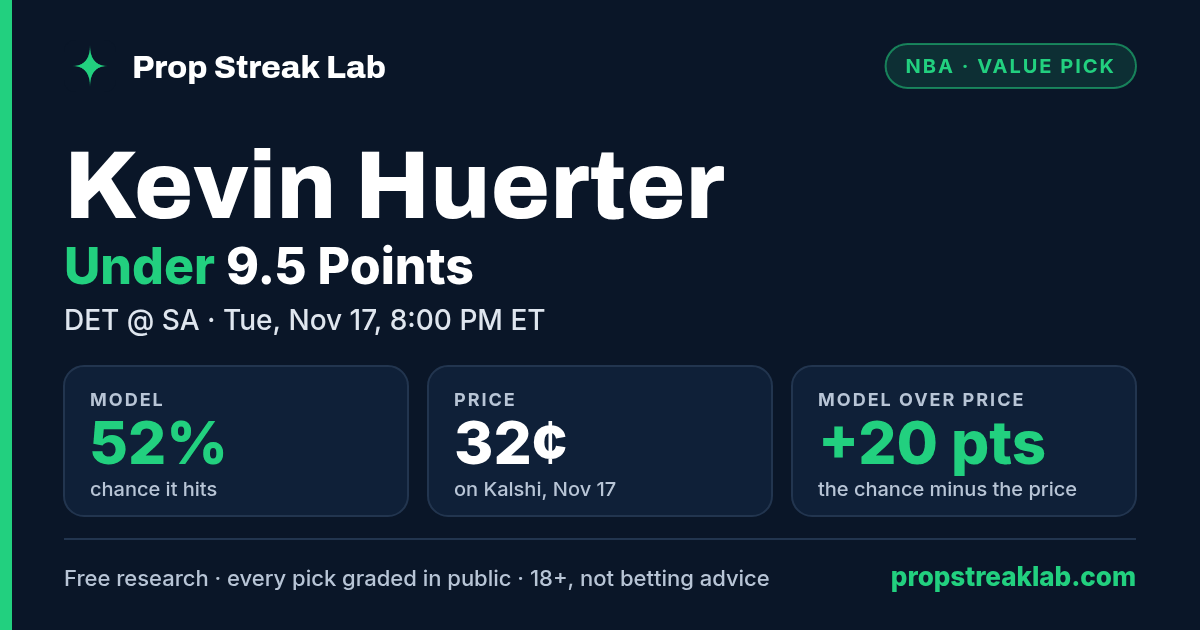 Prop Streak Lab
NBA · VALUE PICK
Kevin Huerter
Under 9.5 Points
DET @ SA · Tue, Nov 17, 8:00 PM ET
MODEL
52%
chance it hits
PRICE
32¢
on Kalshi, Nov 17
MODEL OVER PRICE
+20 pts
the chance minus the price
Free research · every pick graded in public · 18+, not betting advice
propstreaklab.com